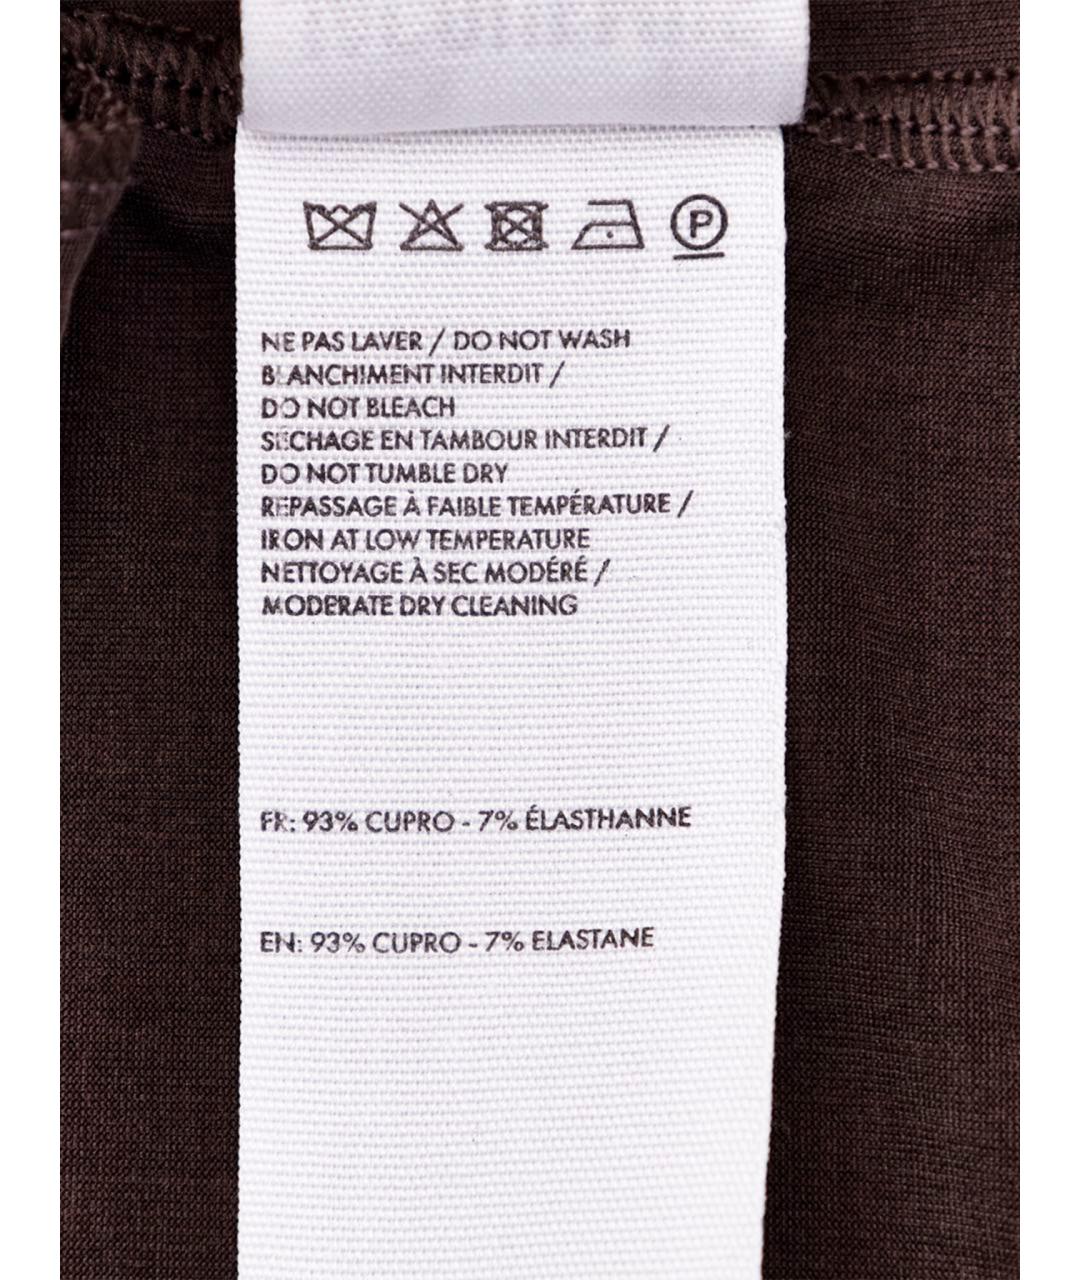 P
NE PAS LAVER / DO NOT WASH
BLANCHIMENT INTERDIT /
DO NOT BLEACH
SÉCHAGE EN TAMBOUR INTERDIT /
DO NOT TUMBLE DRY
REPASSAGE À FAIBLE TEMPÉRATURE /
IRON AT LOW TEMPERATURE
NETTOYAGE À SEC MODÉRÉ /
MODERATE DRY CLEANING
FR: 93% CUPRO - 7% ÉLASTHANNE
EN: 93% CUPRO - 7% ELASTANE